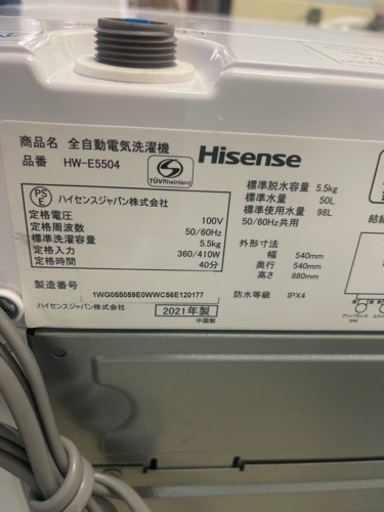 商品名 全自動電気洗濯機
品番 HW-E5504
TÜVRheinland
Hisense
PS
E
ハイセンスジャパン株式会社
定格電圧 100V
定格周波数 50/60Hz
標準洗濯容量 5.5kg
定格入力 360/410W
定格時間 40分
標準脱水容量 5.5kg
標準水量 50L
標準使用水量 98L
50/60Hz共用
外形寸法
幅 540mm
奥行 540mm
高さ 880mm
防水等級 IPX4
製造番号
1WG055059E0WWC56E120177
ハイセンスジャパン株式会社
2021年製
中国製